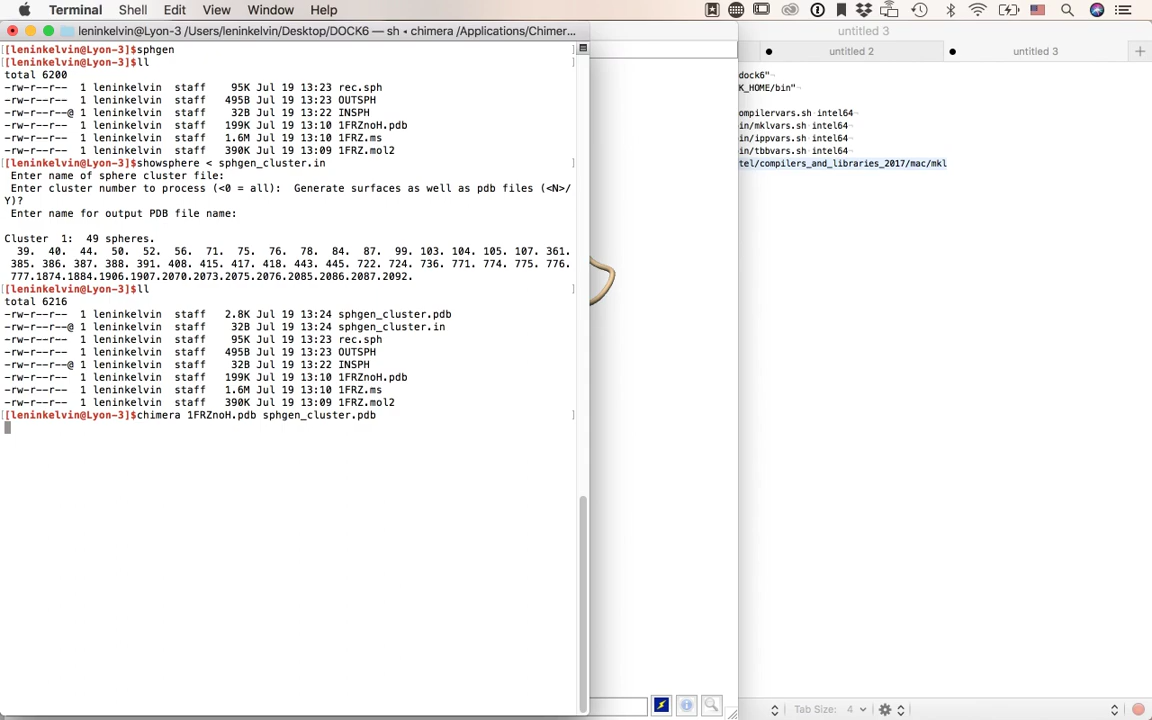 Terminal Shell Edit View Window Help
leninkelvin /Users/leninkelvin/Desktop/DOCK6 — sh ◂ chimera /Applications/Chimer...
[[leninkelvin@Lyon-3]$sphgen
[[leninkelvin@Lyon-3]$ll ]
total 6200
-rw-r--r-- 1 leninkelvin staff 95K Jul 19 13:23 rec.sph
-rw-r--r-- 1 leninkelvin staff 495B Jul 19 13:23 OUTSPH
-rw-r--r--@ 1 leninkelvin staff 32B Jul 19 13:22 INSPH
-rw-r--r-- 1 leninkelvin staff 199K Jul 19 13:10 1FRZnoH.pdb
-rw-r--r-- 1 leninkelvin staff 1.6M Jul 19 13:10 1FRZ.ms
-rw-r--r-- 1 leninkelvin staff 390K Jul 19 13:09 1FRZ.mol2
[[leninkelvin@Lyon-3]$showsphere < sphgen_cluster.in ]
Enter name of sphere cluster file:
Enter cluster number to process (<0 = all): Generate surfaces as well as pdb files (<N>/
Y)?
Enter name for output PDB file name:
Cluster 1: 49 spheres.
39. 40. 44. 50. 52. 56. 71. 75. 76. 78. 84. 87. 99. 103. 104. 105. 107. 361.
385. 386. 387. 388. 391. 408. 415. 417. 418. 443. 445. 722. 724. 736. 771. 774. 775. 776.
777.1874.1884.1906.1907.2070.2073.2075.2076.2085.2086.2087.2092.
[[leninkelvin@Lyon-3]$ll ]
total 6216
-rw-r--r-- 1 leninkelvin staff 2.8K Jul 19 13:24 sphgen_cluster.pdb
-rw-r--r--@ 1 leninkelvin staff 32B Jul 19 13:24 sphgen_cluster.in
-rw-r--r-- 1 leninkelvin staff 95K Jul 19 13:23 rec.sph
-rw-r--r-- 1 leninkelvin staff 495B Jul 19 13:23 OUTSPH
-rw-r--r--@ 1 leninkelvin staff 32B Jul 19 13:22 INSPH
-rw-r--r-- 1 leninkelvin staff 199K Jul 19 13:10 1FRZnoH.pdb
-rw-r--r-- 1 leninkelvin staff 1.6M Jul 19 13:10 1FRZ.ms
-rw-r--r-- 1 leninkelvin staff 390K Jul 19 13:09 1FRZ.mol2
[[leninkelvin@Lyon-3]$chimera 1FRZnoH.pdb sphgen_cluster.pdb ]
untitled 3
untitled 2 untitled 3
dock6"¬
K_HOME/bin"¬
ompilervars.sh intel64¬
in/mklvars.sh intel64¬
in/ippvars.sh intel64¬
in/tbbvars.sh intel64¬
tel/compilers_and_libraries_2017/mac/mkl
Tab Size: 4